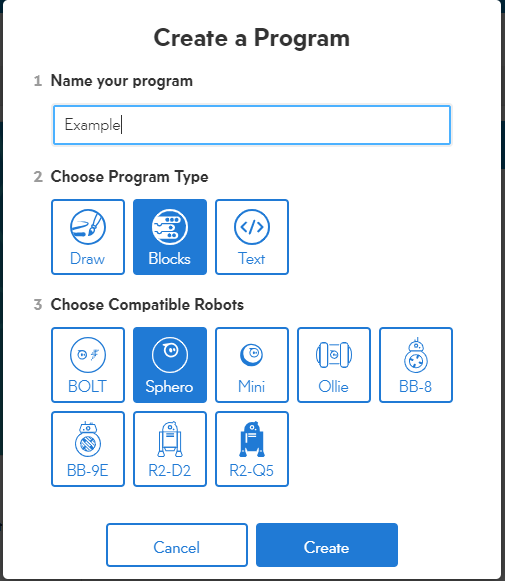 Create a Program
1 Name your program
Example
2 Choose Program Type
Draw Blocks </> Text
3 Choose Compatible Robots
BOLT Sphero Mini Ollie BB-8
BB-9E R2-D2 R2-Q5
Cancel Create